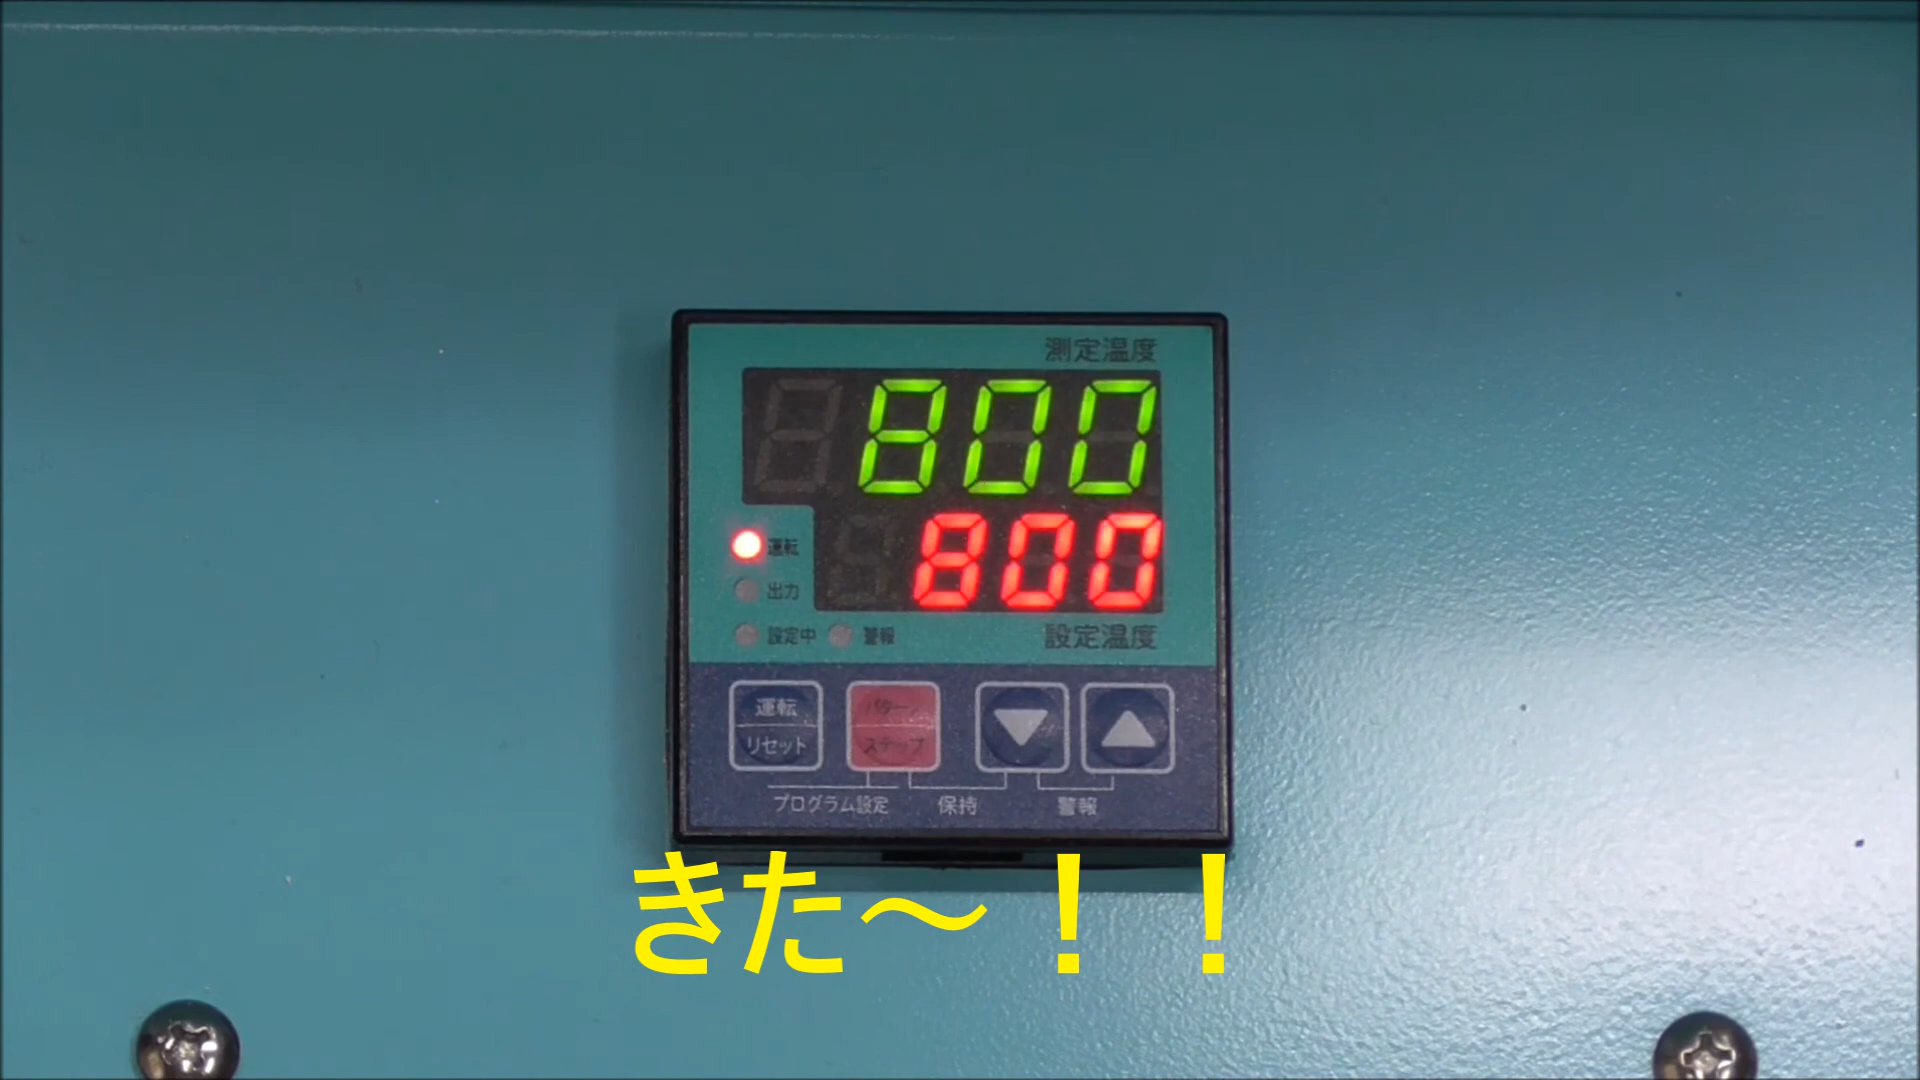 測定温度
800
運転
800
出力
設定中 警報
設定温度
運転
リセット
パターン
ステップ
プログラム設定 保持 警報
きた～！！